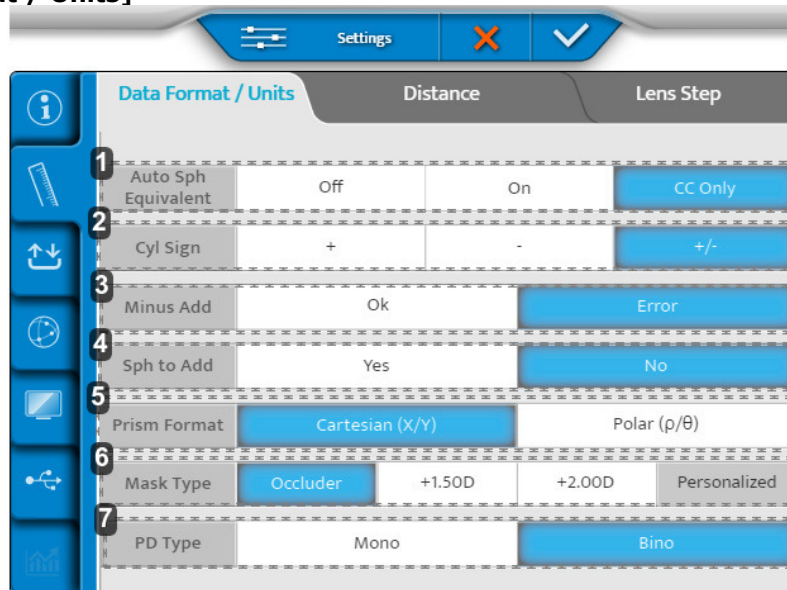 t / Units]
Settings
Data Format / Units Distance Lens Step
1
Auto Sph Off On CC Only
Equivalent
2
Cyl Sign + - +/-
3
Minus Add Ok Error
4
Sph to Add Yes No
5
Prism Format Cartesian (X/Y) Polar (ρ/θ)
6
Mask Type Occluder +1.50D +2.00D Personalized
7
PD Type Mono Bino